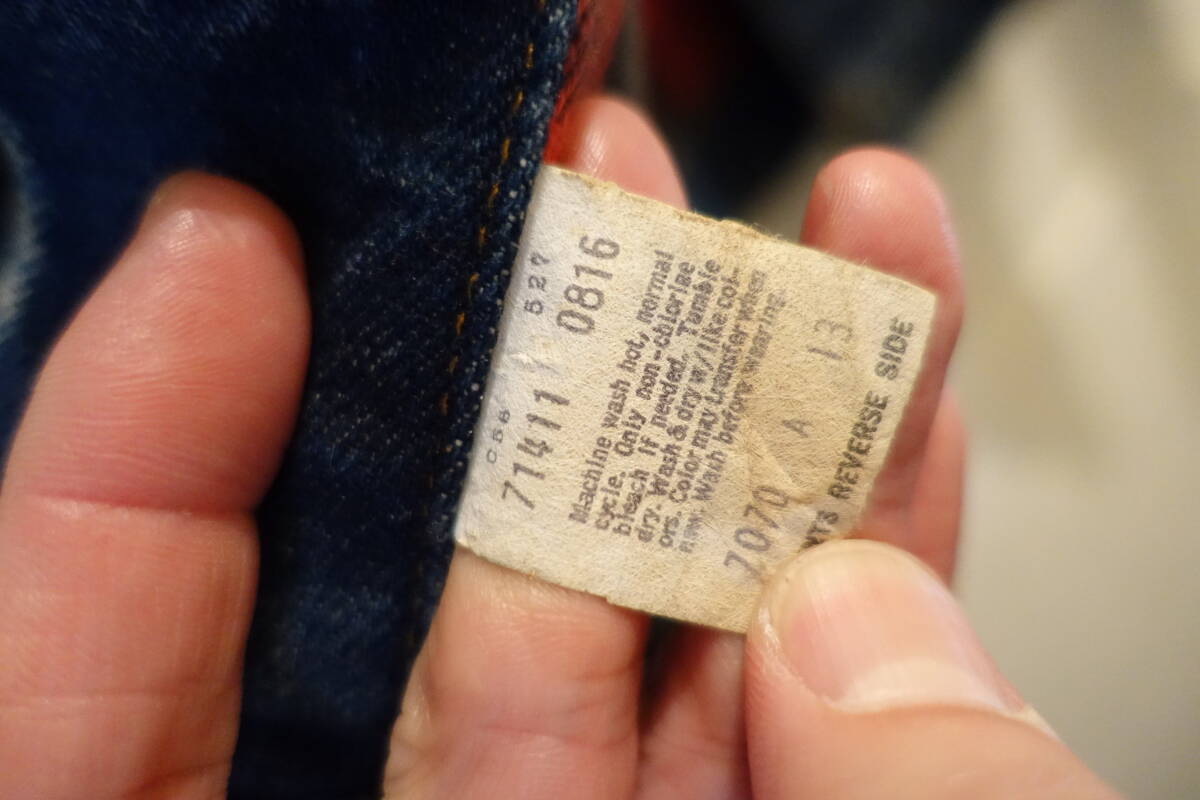 C58 527
71411 0816
Machine wash hot, normal
cycle. Only non-chlorine
bleach if needed. Tumble
dry. Wash & dry w/like col-
ors. Color may transfer when
new. Wash before wearing.
7070 A 13
REVERSE SIDE